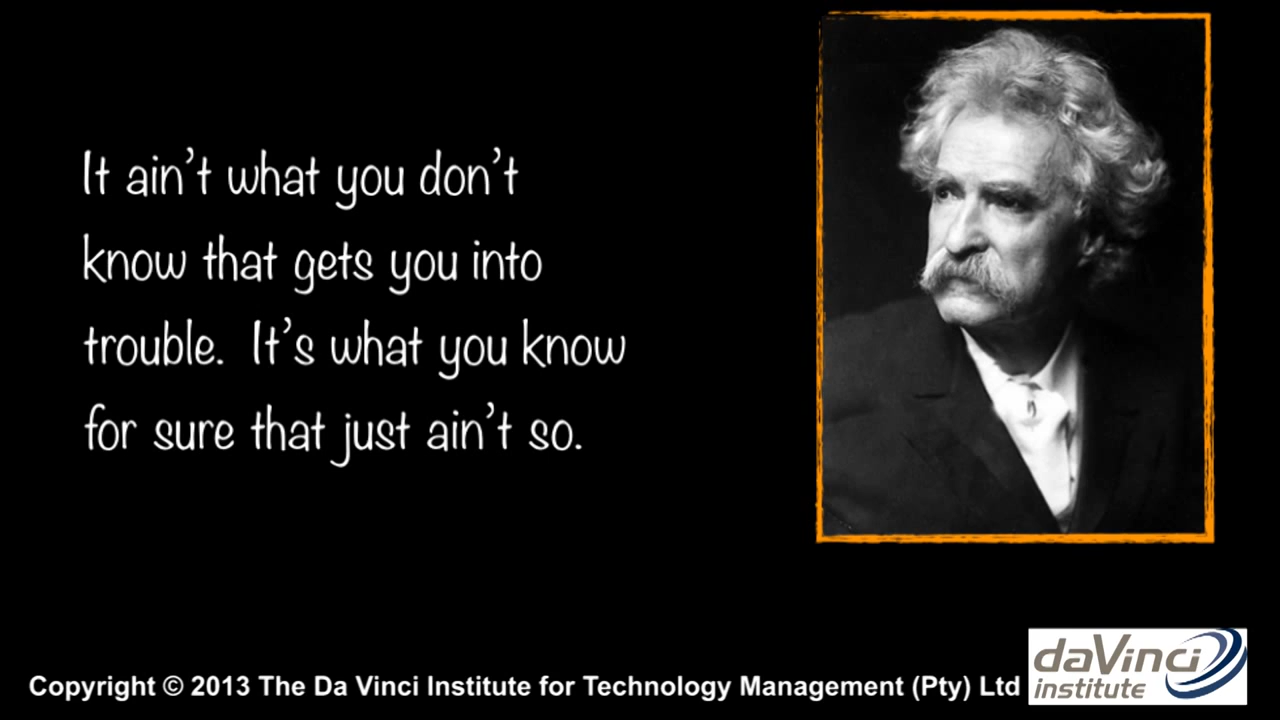 It ain't what you don't
know that gets you into
trouble.  It's what you know
for sure that just ain't so.
Copyright © 2013 The Da Vinci Institute for Technology Management (Pty) Ltd
daVinci
institute